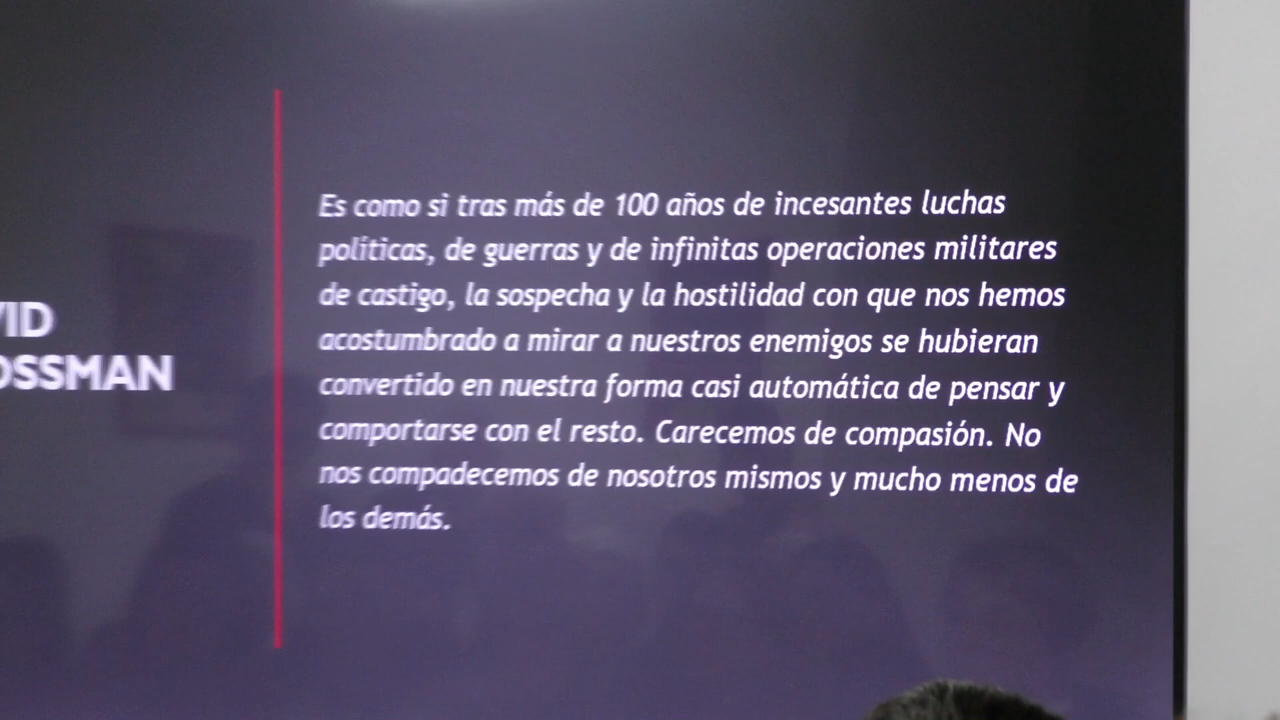 VID
OSSMAN
Es como si tras más de 100 años de incesantes luchas
políticas, de guerras y de infinitas operaciones militares
de castigo, la sospecha y la hostilidad con que nos hemos
acostumbrado a mirar a nuestros enemigos se hubieran
convertido en nuestra forma casi automática de pensar y
comportarse con el resto. Carecemos de compasión. No
nos compadecemos de nosotros mismos y mucho menos de
los demás.